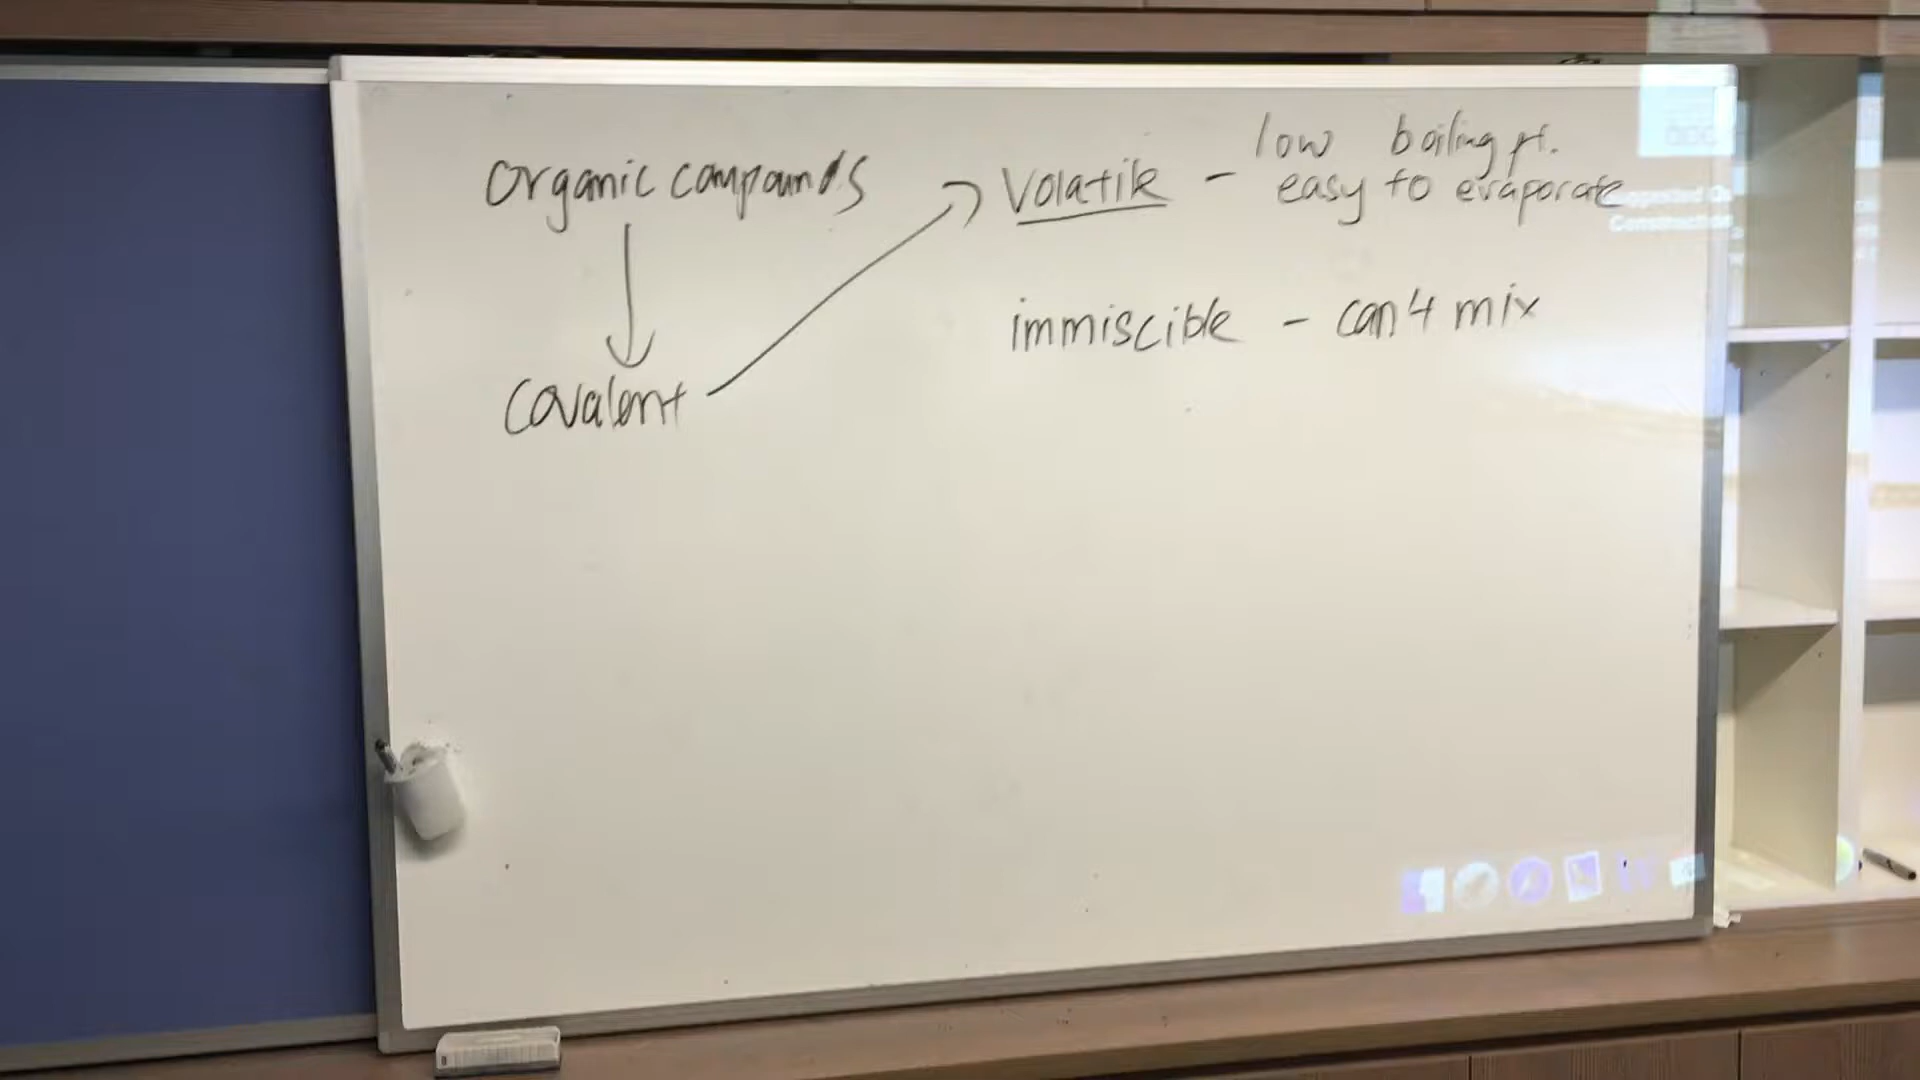 organic compounds
covalent
volatile - low boiling pt.
easy to evaporate
immiscible - can't mix